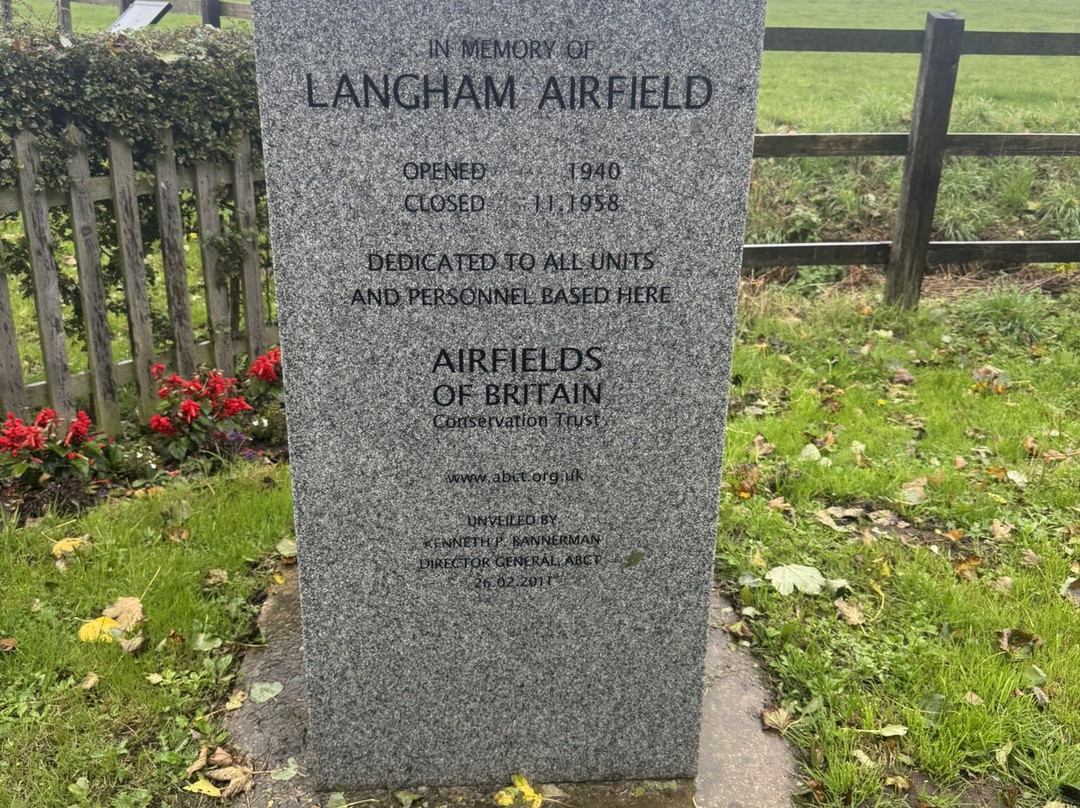 IN MEMORY OF
LANGHAM AIRFIELD
OPENED 1940
CLOSED 11.1958
DEDICATED TO ALL UNITS
AND PERSONNEL BASED HERE
AIRFIELDS
OF BRITAIN
Conservation Trust
www.abct.org.uk
UNVEILED BY
KENNETH P. BANNERMAN
DIRECTOR GENERAL, ABCT
26.02.2011